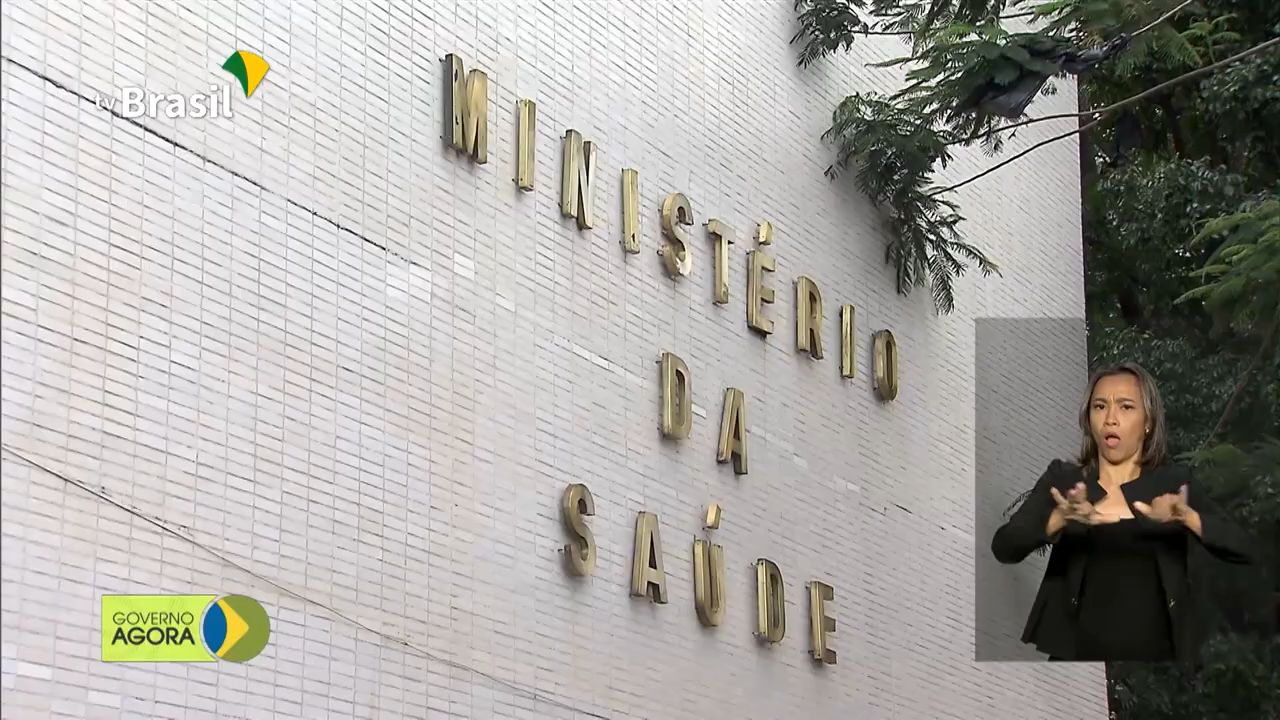 tv Brasil
MINISTÉRIO
DA
SAÚDE
GOVERNO
AGORA